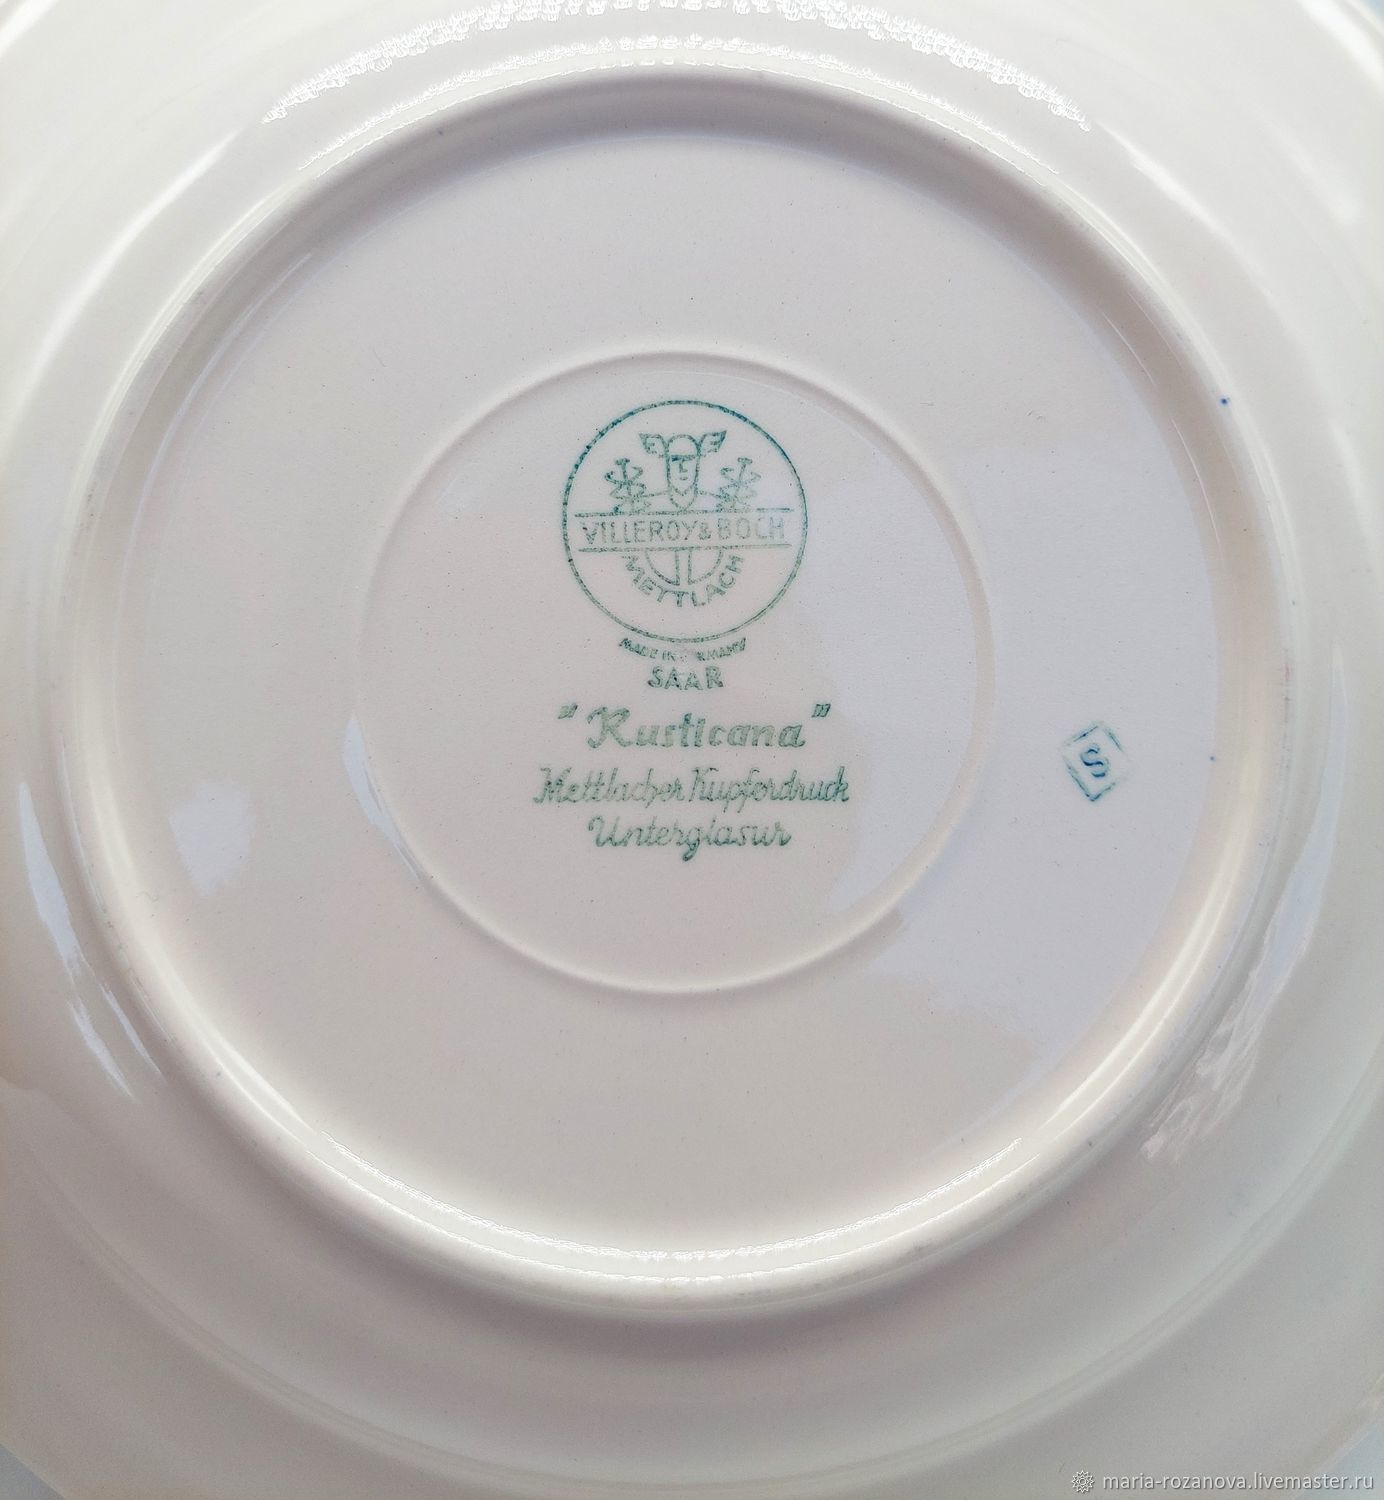 VILLEROY & BOCH
METTLACH
MADE IN GERMANY
SAAR
"Rusticana"
Mettlacher Kupferdruck
Unterglasur
S
maria-rozanova.livemaster.ru